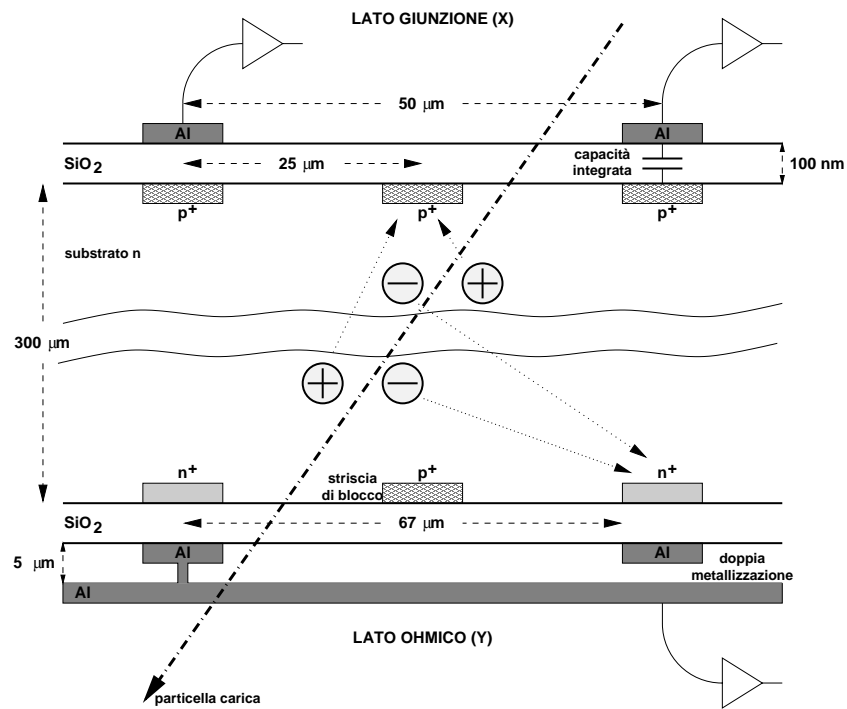 LATO GIUNZIONE (X)
50 μm
Al
Al
SiO2
25 μm
capacità
integrata
100 nm
p+
p+
p+
substrato n
300 μm
n+
striscia
di blocco
p+
n+
SiO2
67 μm
5 μm
Al
Al
doppia
metallizzazione
Al
LATO OHMICO (Y)
particella carica